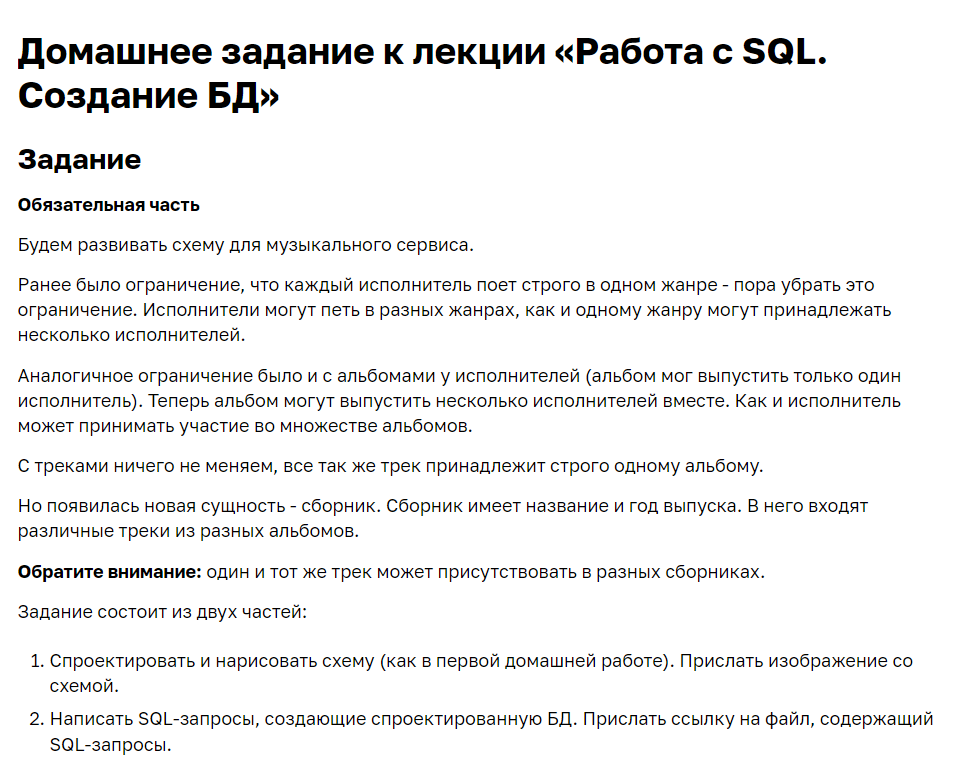 Домашнее задание к лекции «Работа с SQL.
Создание БД»
Задание
Обязательная часть
Будем развивать схему для музыкального сервиса.
Ранее было ограничение, что каждый исполнитель поет строго в одном жанре - пора убрать это
ограничение. Исполнители могут петь в разных жанрах, как и одному жанру могут принадлежать
несколько исполнителей.
Аналогичное ограничение было и с альбомами у исполнителей (альбом мог выпустить только один
исполнитель). Теперь альбом могут выпустить несколько исполнителей вместе. Как и исполнитель
может принимать участие во множестве альбомов.
С треками ничего не меняем, все так же трек принадлежит строго одному альбому.
Но появилась новая сущность - сборник. Сборник имеет название и год выпуска. В него входят
различные треки из разных альбомов.
Обратите внимание: один и тот же трек может присутствовать в разных сборниках.
Задание состоит из двух частей:
1. Спроектировать и нарисовать схему (как в первой домашней работе). Прислать изображение со
схемой.
2. Написать SQL-запросы, создающие спроектированную БД. Прислать ссылку на файл, содержащий
SQL-запросы.